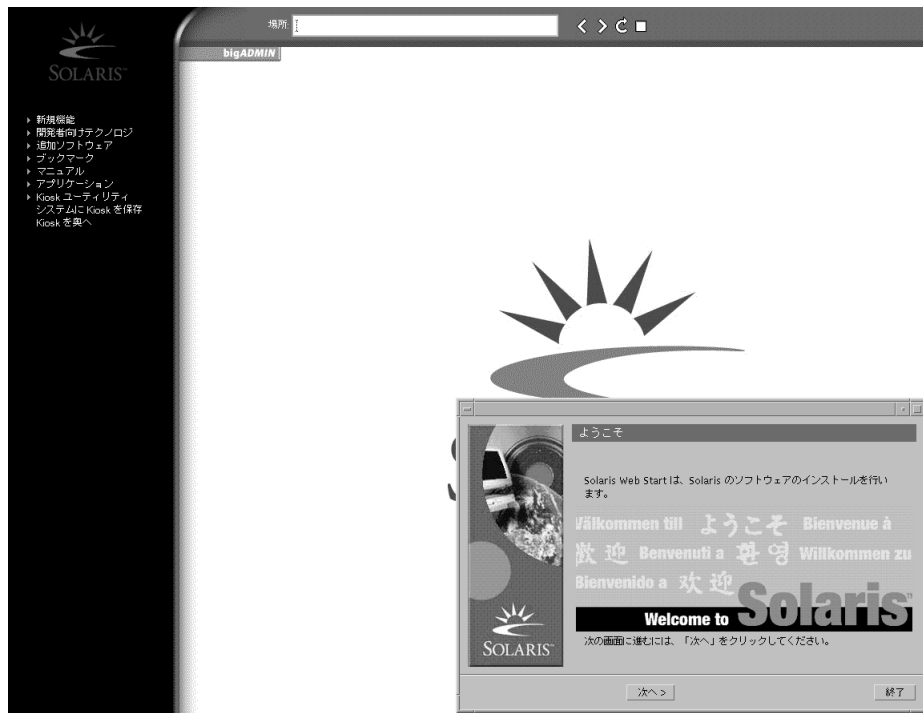 場所:
bigADMIN
SOLARIS™
新規機能
開発者向けテクノロジ
追加ソフトウェア
ブックマーク
マニュアル
アプリケーション
Kiosk ユーティリティ
システムに Kiosk を保存
Kiosk を奥へ
ようこそ
Solaris Web Start は、Solaris のソフトウェアのインストールを行い
ます。
Välkommen till ようこそ Bienvenue à
歡迎 Benvenuti a 환영 Willkommen zu
Bienvenido a 欢迎
Welcome to Solaris™
次の画面に進むには、「次へ」をクリックしてください。
SOLARIS™
次へ >
終了